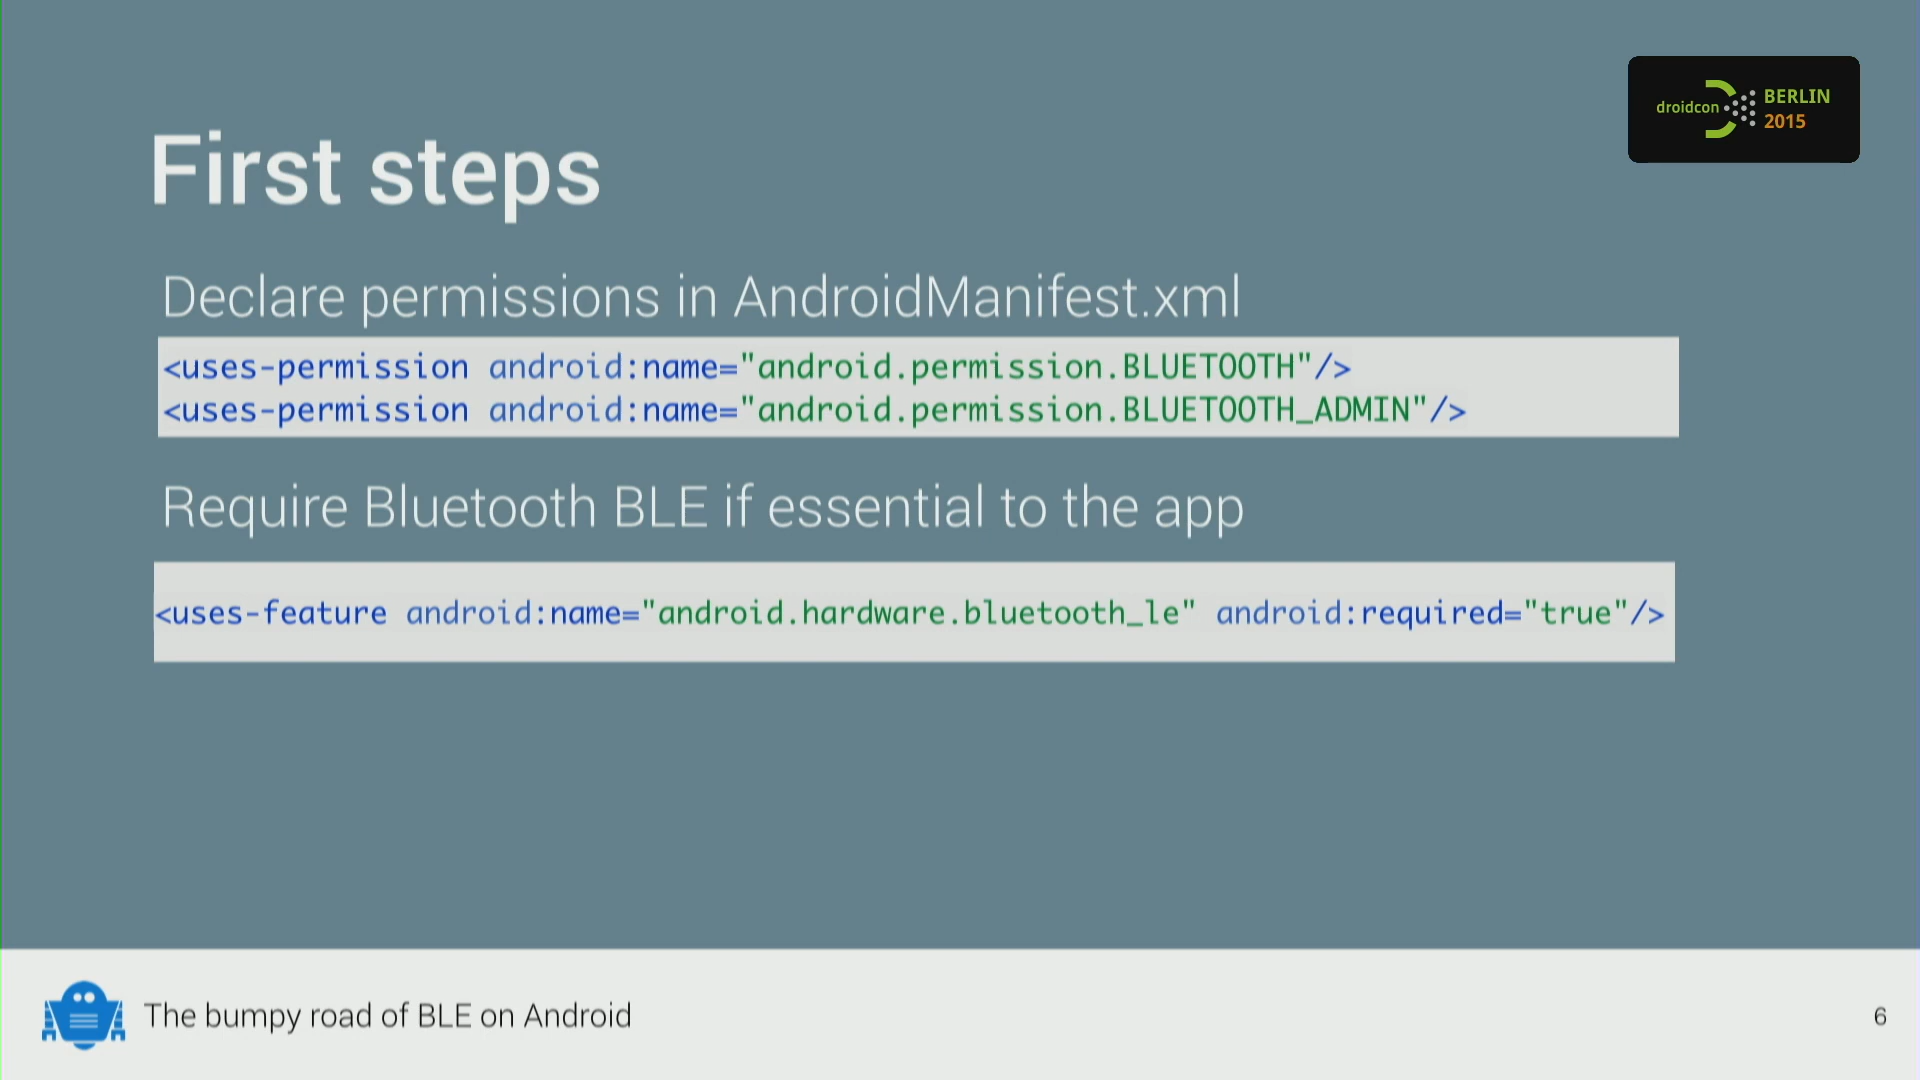 droidcon
BERLIN
2015
First steps
Declare permissions in AndroidManifest.xml
<uses-permission android:name="android.permission.BLUETOOTH"/>
<uses-permission android:name="android.permission.BLUETOOTH_ADMIN"/>
Require Bluetooth BLE if essential to the app
<uses-feature android:name="android.hardware.bluetooth_le" android:required="true"/>
The bumpy road of BLE on Android
6